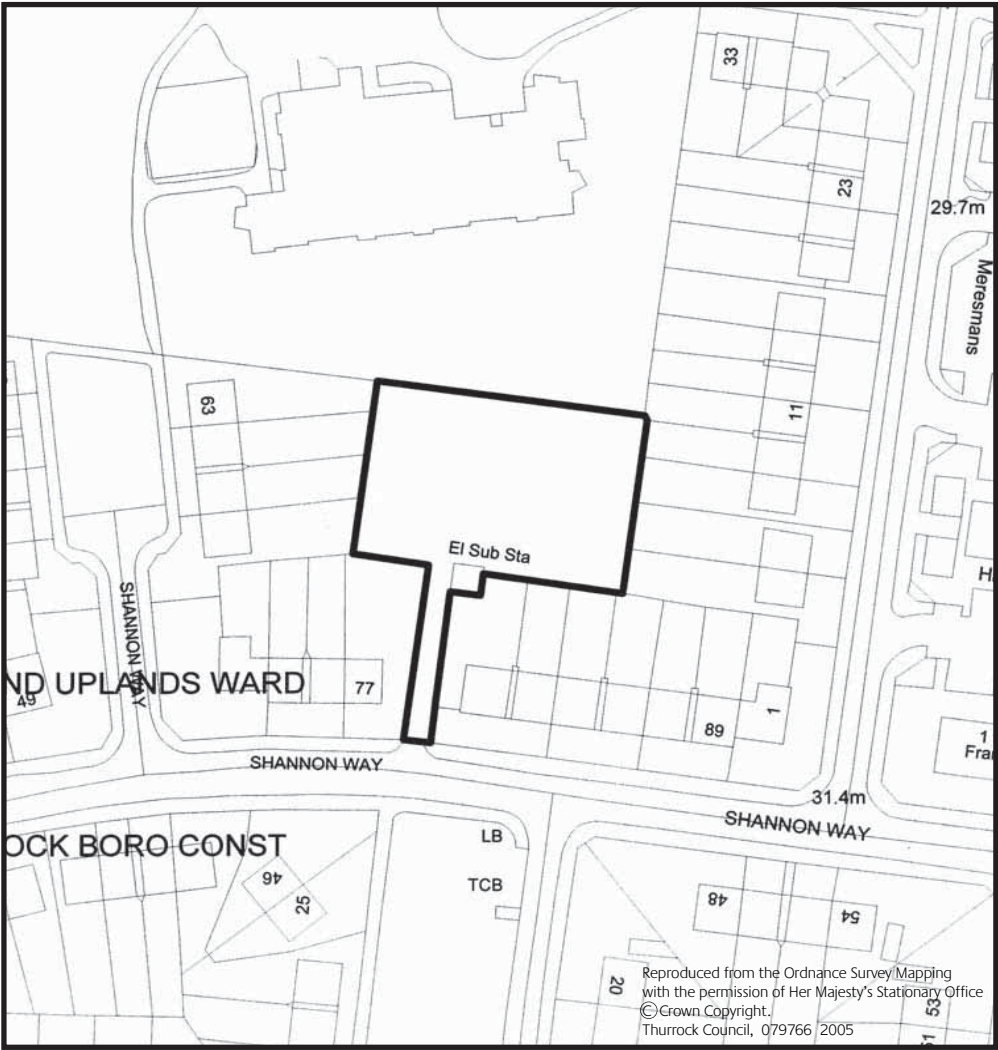 33
23
29.7m
Meresmans
63
11
El Sub Sta
SHANNON WAY
ND UPLANDS WARD
49
77
1
89
H
1
Fra
SHANNON WAY
31.4m
SHANNON WAY
OCK BORO CONST
LB
46
TCB
25
48
54
20
Reproduced from the Ordnance Survey Mapping
with the permission of Her Majesty's Stationary Office
© Crown Copyright.
Thurrock Council, 079766 2005
53
51